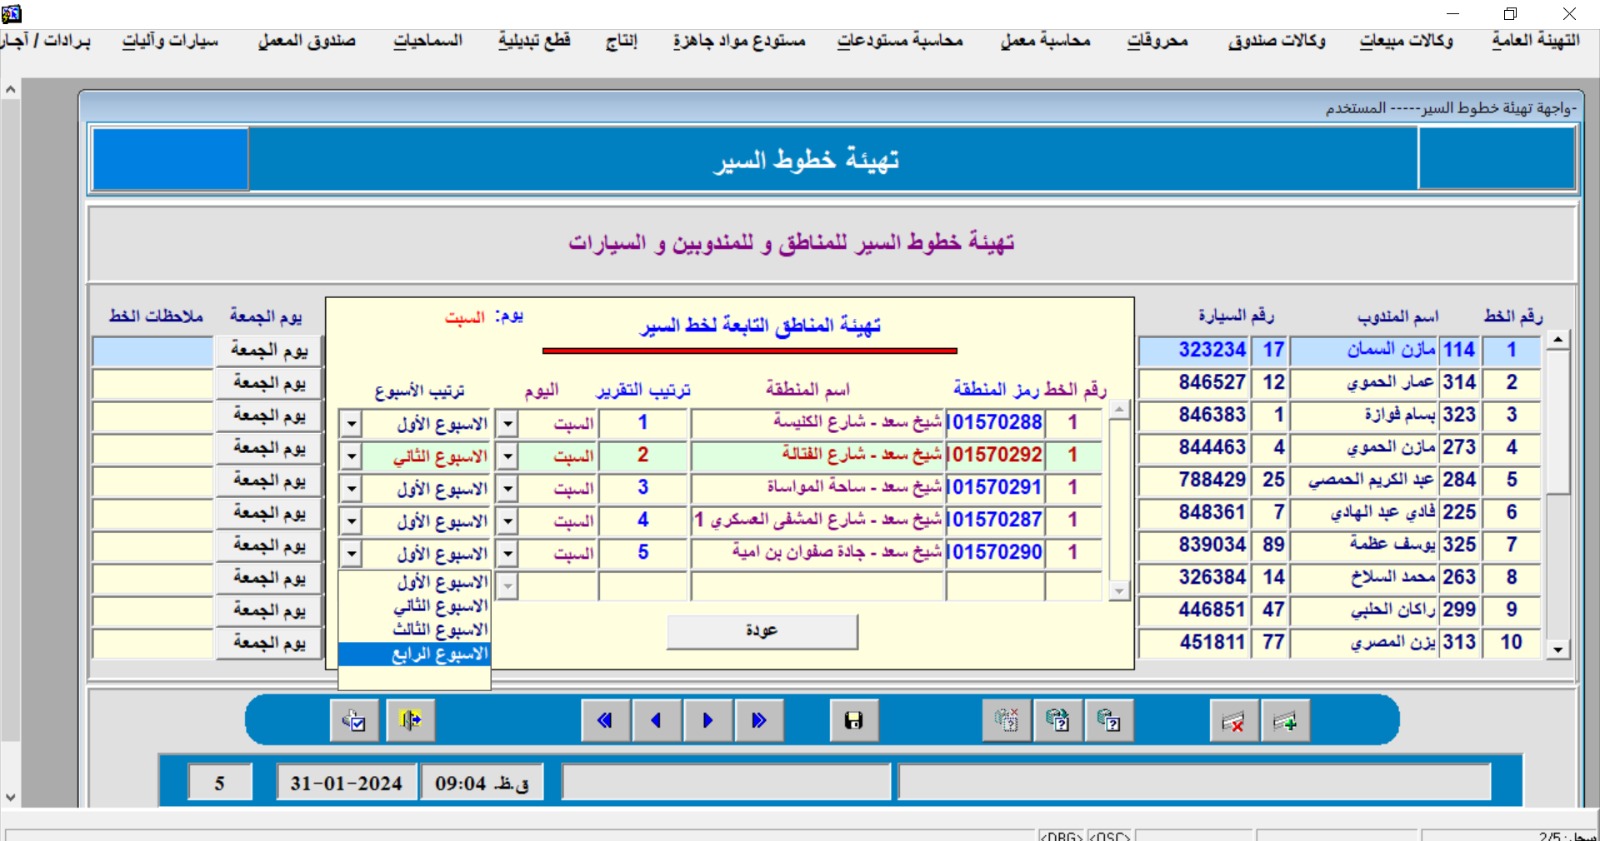 التهيئة العامة وكالات مبيعات وكالات صندوق محروقات محاسبة معمل محاسبة مستودعات مستودع مواد جاهزة إنتاج قطع تبديلية السماحيات صندوق المعمل سيارات وآليات برادات / آجار
-واجهة تهيئة خطوط السير----- المستخدم
تهيئة خطوط السير
تهيئة خطوط السير للمناطق و للمندوبين و السيارات
رقم الخط اسم المندوب رقم السيارة
1 114 مازن السمان 17 323234
2 314 عمار الحموي 12 846527
3 323 بسام فوازة 1 846383
4 273 مازن الحموي 4 844463
5 284 عبد الكريم الحمصي 25 788429
6 225 فادي عبد الهادي 7 848361
7 325 يوسف عظمة 89 839034
8 263 محمد السلاخ 14 326384
9 299 راكان الحلبي 47 446851
10 313 يزن المصري 77 451811
تهيئة المناطق التابعة لخط السير
يوم: السبت
رقم الخط رمز المنطقة اسم المنطقة ترتيب التقرير اليوم ترتيب الأسبوع
1 01570288 شيخ سعد - شارع الكنيسة 1 السبت الاسبوع الأول
1 01570292 شيخ سعد - شارع الفتالة 2 السبت الاسبوع الثاني
1 01570291 شيخ سعد - ساحة المواساة 3 السبت الاسبوع الأول
1 01570287 شيخ سعد - شارع المشفى العسكري 1 4 السبت الاسبوع الأول
1 01570290 شيخ سعد - جادة صفوان بن امية 5 السبت الاسبوع الأول
الاسبوع الأول
الاسبوع الثاني
الاسبوع الثالث
الاسبوع الرابع
عودة
يوم الجمعة ملاحظات الخط
يوم الجمعة
يوم الجمعة
يوم الجمعة
يوم الجمعة
يوم الجمعة
يوم الجمعة
يوم الجمعة
يوم الجمعة
يوم الجمعة
يوم الجمعة
09:04 ق.ظ. 31-01-2024 5
سجل: 2/5 <OSC> <DBG>